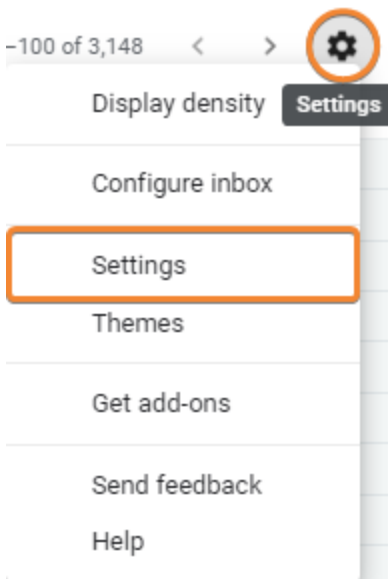 –100 of 3,148
Display density
Settings
Configure inbox
Settings
Themes
Get add-ons
Send feedback
Help